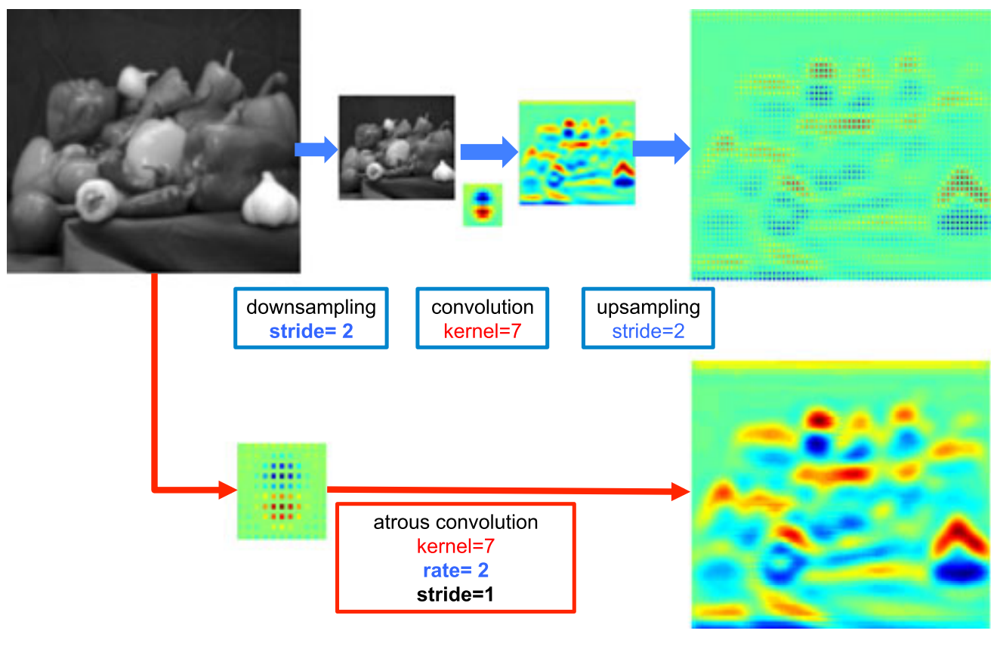 downsampling
stride= 2
convolution
kernel=7
upsampling
stride=2
atrous convolution
kernel=7
rate= 2
stride=1